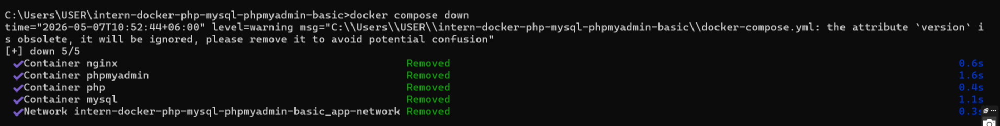 C:\Users\USER\intern-docker-php-mysql-phpmyadmin-basic>docker compose down
time="2026-05-07T10:52:44+06:00" level=warning msg="C:\\Users\\USER\\intern-docker-php-mysql-phpmyadmin-basic\\docker-compose.yml: the attribute `version` i
s obsolete, it will be ignored, please remove it to avoid potential confusion"
[+] down 5/5
✔Container nginx Removed 0.6s
✔Container phpmyadmin Removed 1.6s
✔Container php Removed 0.4s
✔Container mysql Removed 1.1s
✔Network intern-docker-php-mysql-phpmyadmin-basic_app-network Removed 0.3s